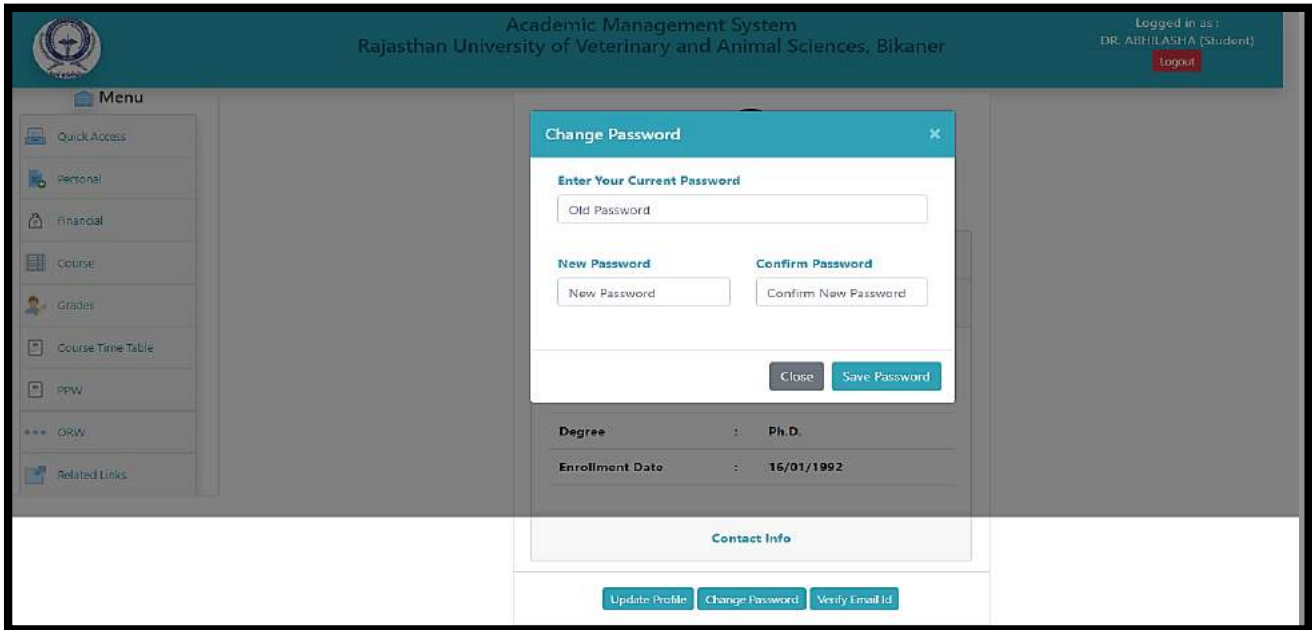 Academic Management System
Rajasthan University of Veterinary and Animal Sciences, Bikaner
Logged in as :
DR. ABHILASHA (Student)
Logout
Menu
Quick Access
Personal
Financial
Course
Grades
Course Time Table
PPW
ORW
Related Links
Change Password ×
Enter Your Current Password
Old Password
New Password Confirm Password
New Password Confirm New Password
Close Save Password
Degree : Ph.D.
Enrollment Date : 16/01/1992
Contact Info
Update Profile Change Password Verify Email Id